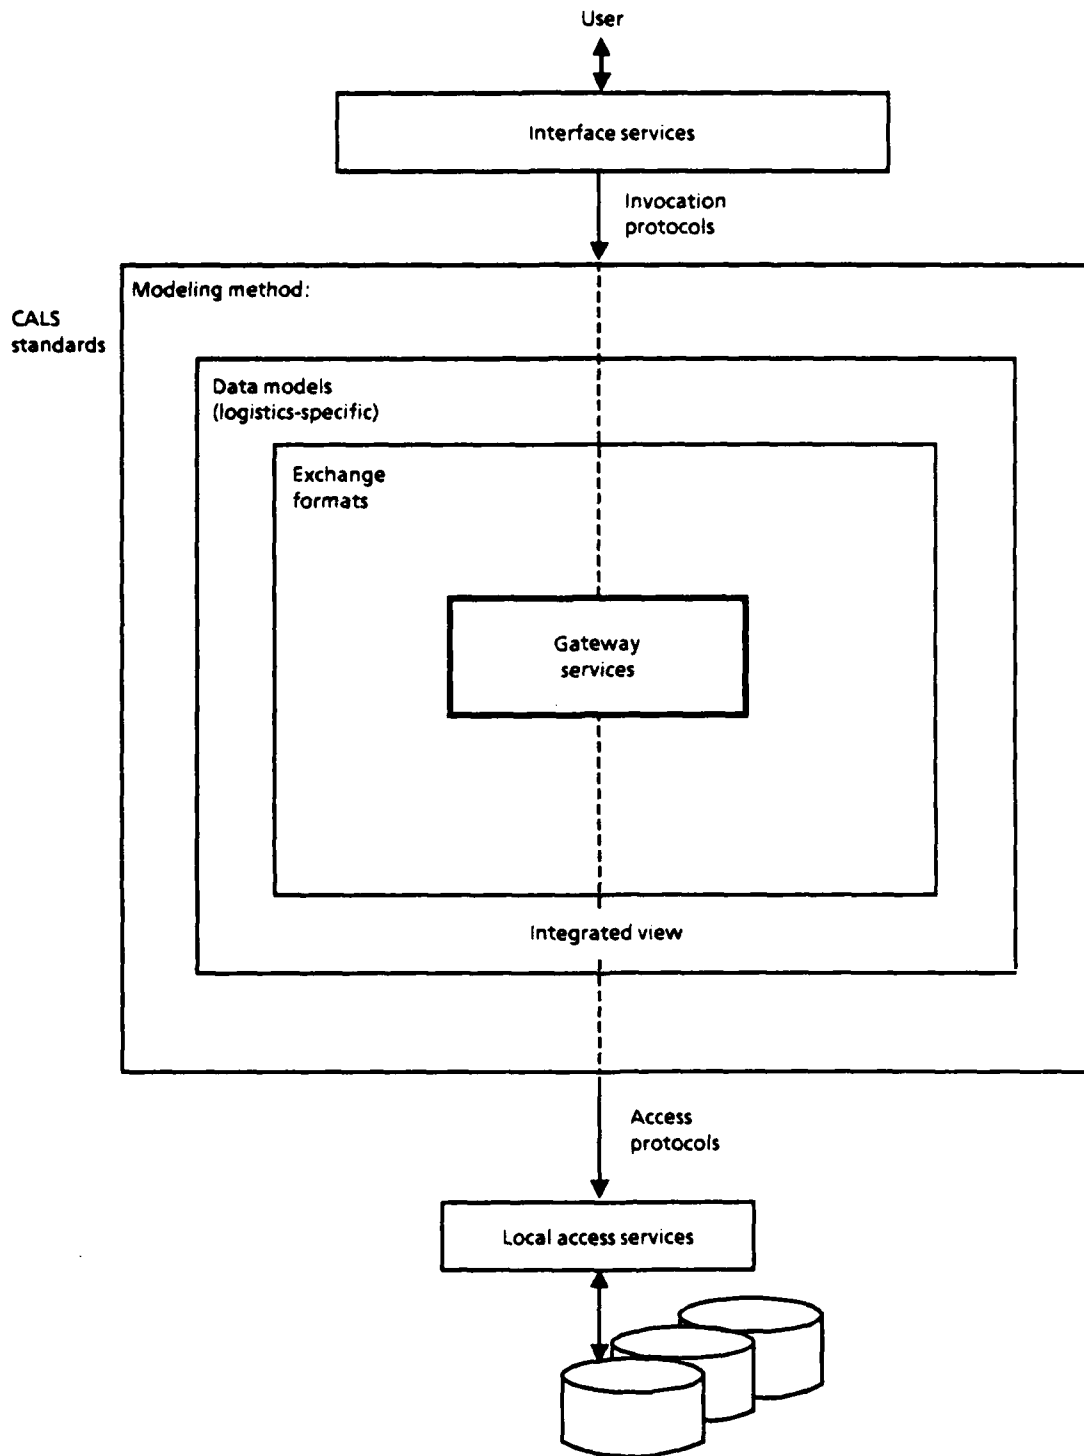 User
Interface services
Invocation
protocols
Modeling method:
CALS
standards
Data models
(logistics-specific)
Exchange
formats
Gateway
services
Integrated view
Access
protocols
Local access services